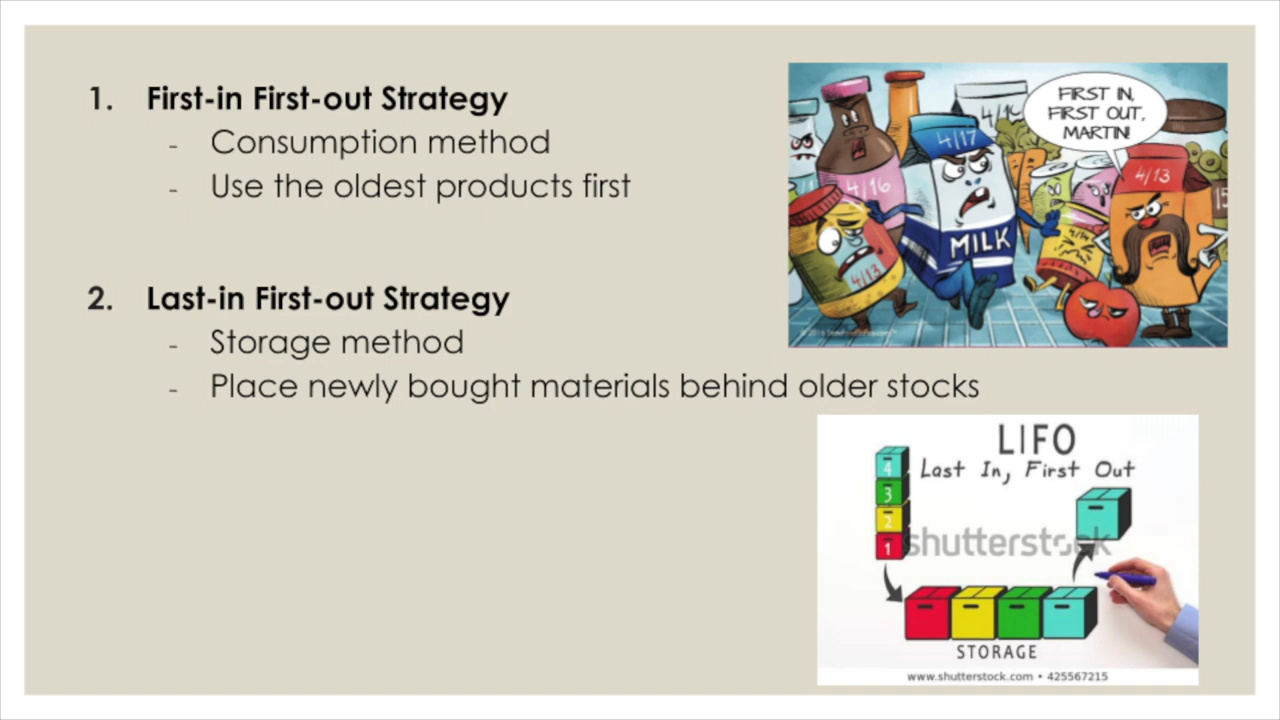 1. First-in First-out Strategy
- Consumption method
- Use the oldest products first
2. Last-in First-out Strategy
- Storage method
- Place newly bought materials behind older stocks
FIRST IN,
FIRST OUT,
MARTIN!
4/17
4/16
4/13
4/13
15
MILK
LIFO
Last In, First Out
4
3
2
1
shutterstock
STORAGE
www.shutterstock.com • 425567215